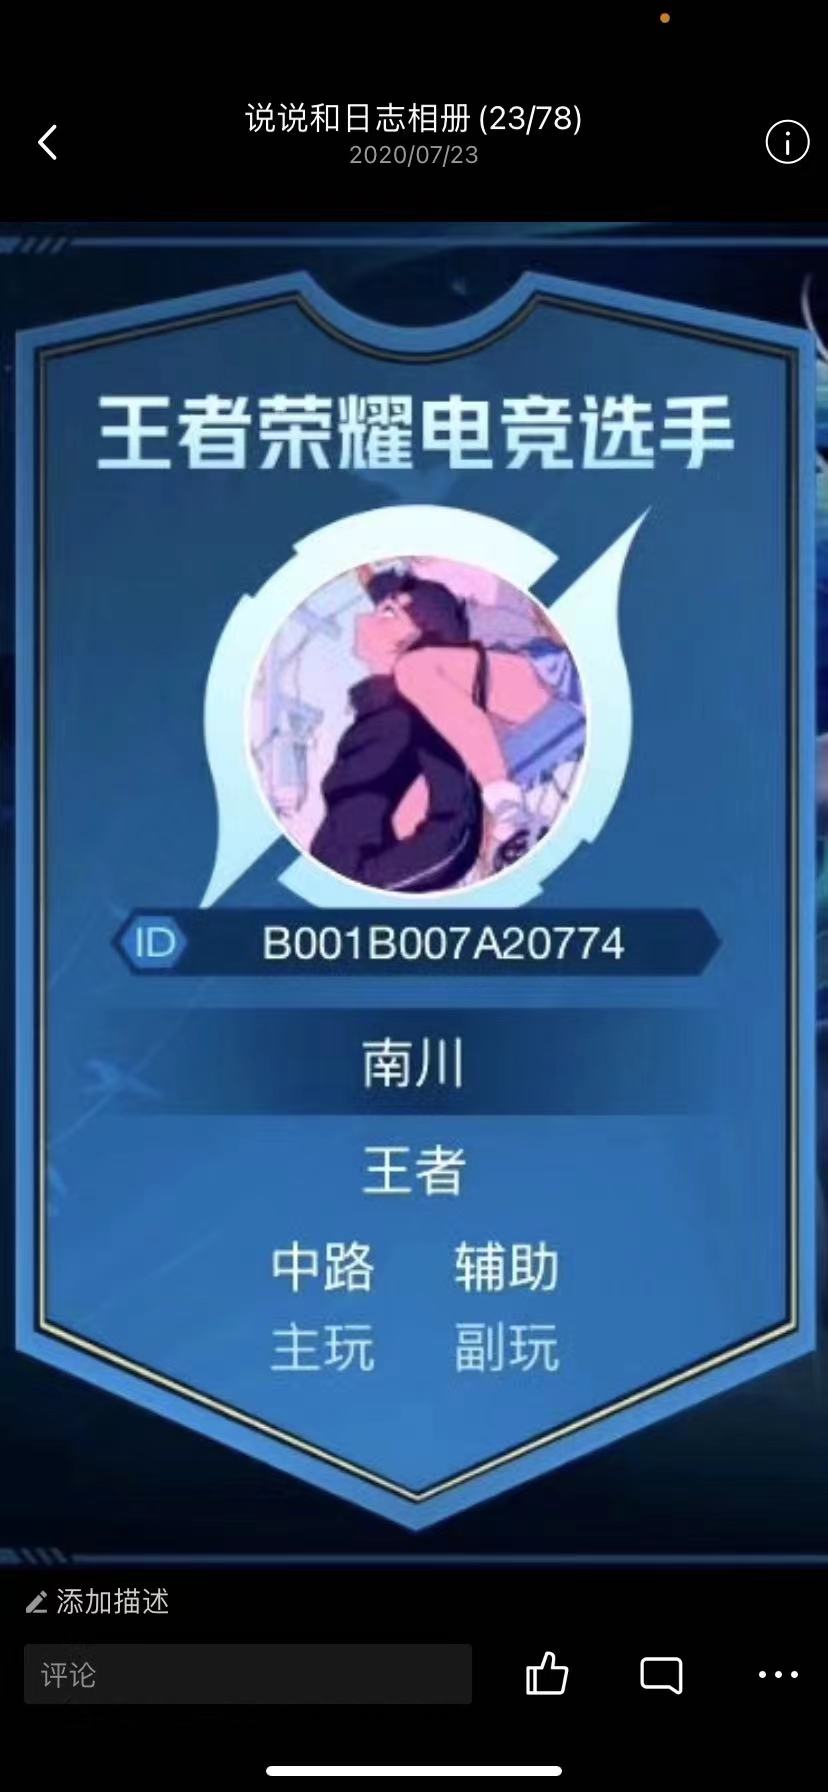 说说和日志相册 (23/78)
2020/07/23
王者荣耀电竞选手
ID B001B007A20774
南川
王者
中路 辅助
主玩 副玩
添加描述
评论